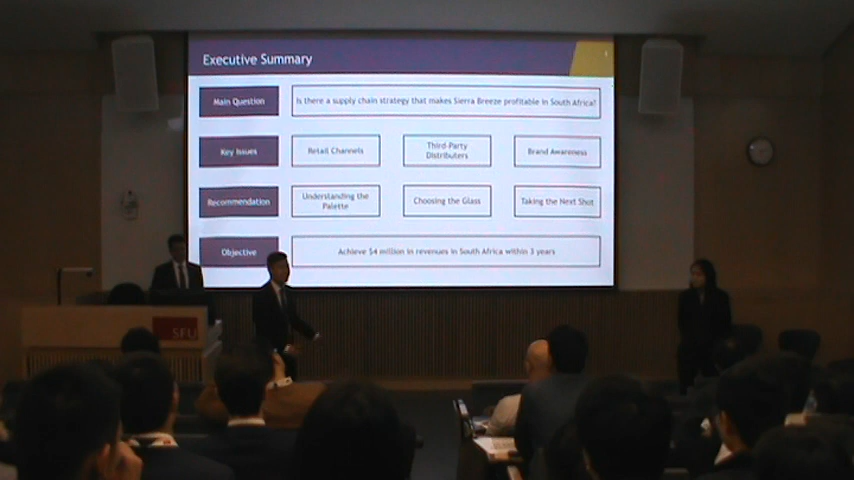 Executive Summary
Main Question
Is there a supply chain strategy that makes Sierra Breeze profitable in South Africa?
Key Issues
Retail Channels
Third-Party
Distributers
Brand Awareness
Recommendation
Understanding the
Palette
Choosing the Glass
Taking the Next Shot
Objective
Achieve $4 million in revenues in South Africa within 3 years
SFU